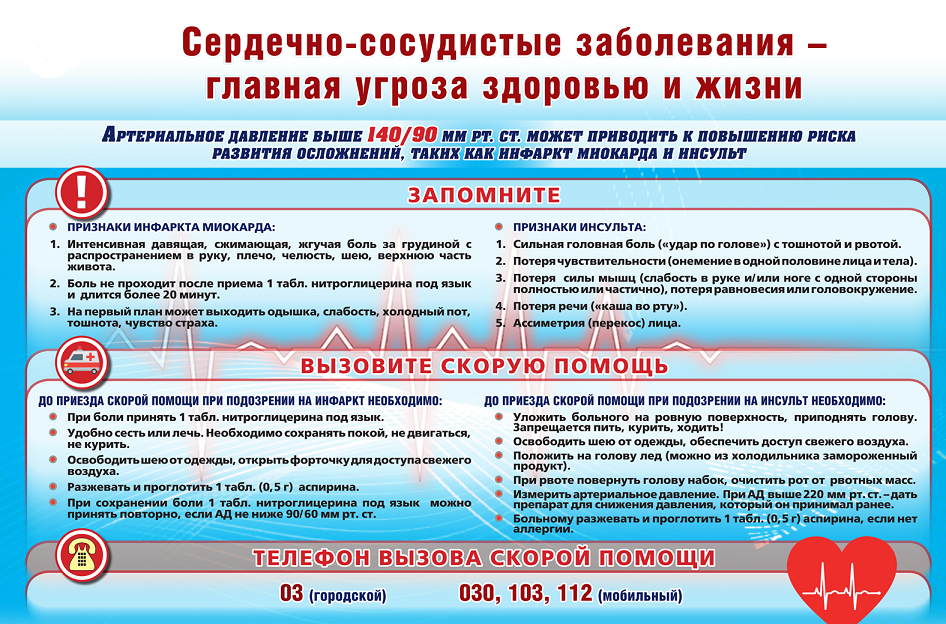 Сердечно-сосудистые заболевания –
главная угроза здоровью и жизни
Артериальное давление выше 140/90 мм рт. ст. может приводить к повышению риска
развития осложнений, таких как инфаркт миокарда и инсульт
ЗАПОМНИТЕ
ПРИЗНАКИ ИНФАРКТА МИОКАРДА:
1. Интенсивная давящая, сжимающая, жгучая боль за грудиной с
распространением в руку, плечо, челюсть, шею, верхнюю часть
живота.
2. Боль не проходит после приема 1 табл. нитроглицерина под язык
и длится более 20 минут.
3. На первый план может выходить одышка, слабость, холодный пот,
тошнота, чувство страха.
ПРИЗНАКИ ИНСУЛЬТА:
1. Сильная головная боль («удар по голове») с тошнотой и рвотой.
2. Потеря чувствительности (онемение в одной половине лица и тела).
3. Потеря силы мышц (слабость в руке и/или ноге с одной стороны
полностью или частично), потеря равновесия или головокружение.
4. Потеря речи («каша во рту»).
5. Ассиметрия (перекос) лица.
ВЫЗОВИТЕ СКОРУЮ ПОМОЩЬ
ДО ПРИЕЗДА СКОРОЙ ПОМОЩИ ПРИ ПОДОЗРЕНИИ НА ИНФАРКТ НЕОБХОДИМО:
При боли принять 1 табл. нитроглицерина под язык.
Удобно сесть или лечь. Необходимо сохранять покой, не двигаться,
не курить.
Освободить шею от одежды, открыть форточку для доступа свежего
воздуха.
Разжевать и проглотить 1 табл. (0,5 г) аспирина.
При сохранении боли 1 табл. нитроглицерина под язык можно
принять повторно, если АД не ниже 90/60 мм рт. ст.
ДО ПРИЕЗДА СКОРОЙ ПОМОЩИ ПРИ ПОДОЗРЕНИИ НА ИНСУЛЬТ НЕОБХОДИМО:
Уложить больного на ровную поверхность, приподнять голову.
Запрещается пить, курить, ходить!
Освободить шею от одежды, обеспечить доступ свежего воздуха.
Положить на голову лед (можно из холодильника замороженный
продукт).
При рвоте повернуть голову набок, очистить рот от рвотных масс.
Измерить артериальное давление. При АД выше 220 мм рт. ст. – дать
препарат для снижения давления, который он принимал ранее.
Больному разжевать и проглотить 1 табл. (0,5 г) аспирина, если нет
аллергии.
ТЕЛЕФОН ВЫЗОВА СКОРОЙ ПОМОЩИ
03 (городской)
030, 103, 112 (мобильный)